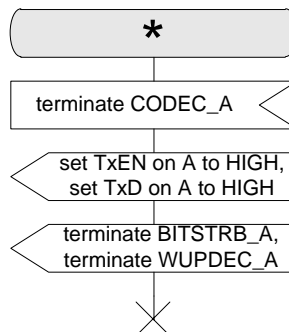 *
terminate CODEC_A
set TxEN on A to HIGH,
set TxD on A to HIGH
terminate BITSTRB_A,
terminate WUPDEC_A